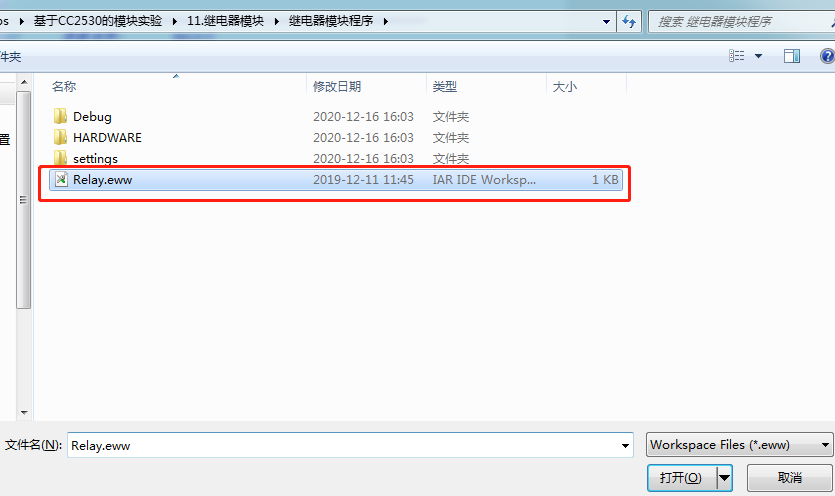 os ▸ 基于CC2530的模块实验 ▸ 11.继电器模块 ▸ 继电器模块程序 ▸ 搜索 继电器模块程序
件夹
名称 修改日期 类型 大小
Debug 2020-12-16 16:03 文件夹
HARDWARE 2020-12-16 16:03 文件夹
置
settings 2020-12-16 16:03 文件夹
Relay.eww 2019-12-11 11:45 IAR IDE Worksp... 1 KB
文件名(N): Relay.eww Workspace Files (*.eww)
打开(O) 取消